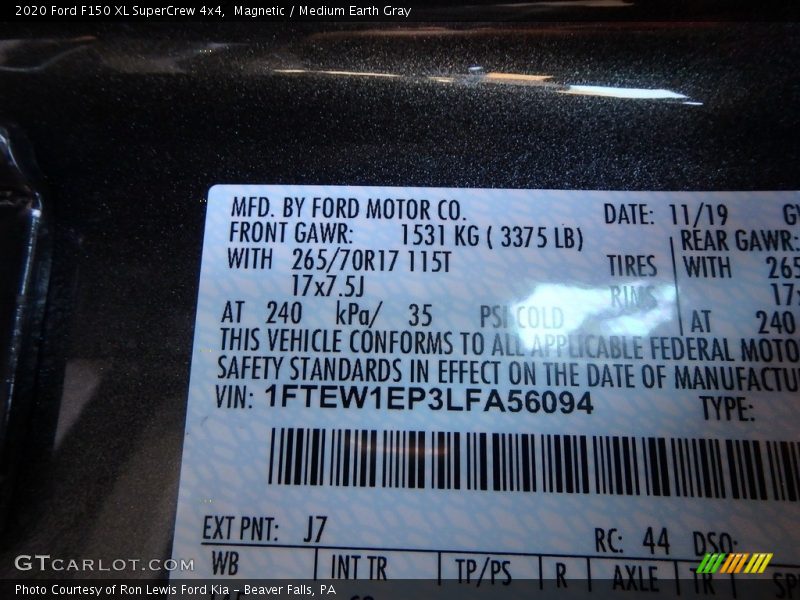 2020 Ford F150 XL SuperCrew 4x4,  Magnetic / Medium Earth Gray
MFD. BY FORD MOTOR CO. DATE: 11/19
FRONT GAWR: 1531 KG ( 3375 LB) REAR GAWR:
WITH 265/70R17 115T TIRES WITH 265
17x7.5J RIMS 17x
AT 240 kPa/ 35 PSI COLD AT 240
THIS VEHICLE CONFORMS TO ALL APPLICABLE FEDERAL MOTO
SAFETY STANDARDS IN EFFECT ON THE DATE OF MANUFACTU
VIN: 1FTEW1EP3LFA56094 TYPE:
EXT PNT: J7 RC: 44 DSO:
WB INT TR TP/PS R AXLE TR SP
GTCARLOT.COM
Photo Courtesy of Ron Lewis Ford Kia – Beaver Falls, PA